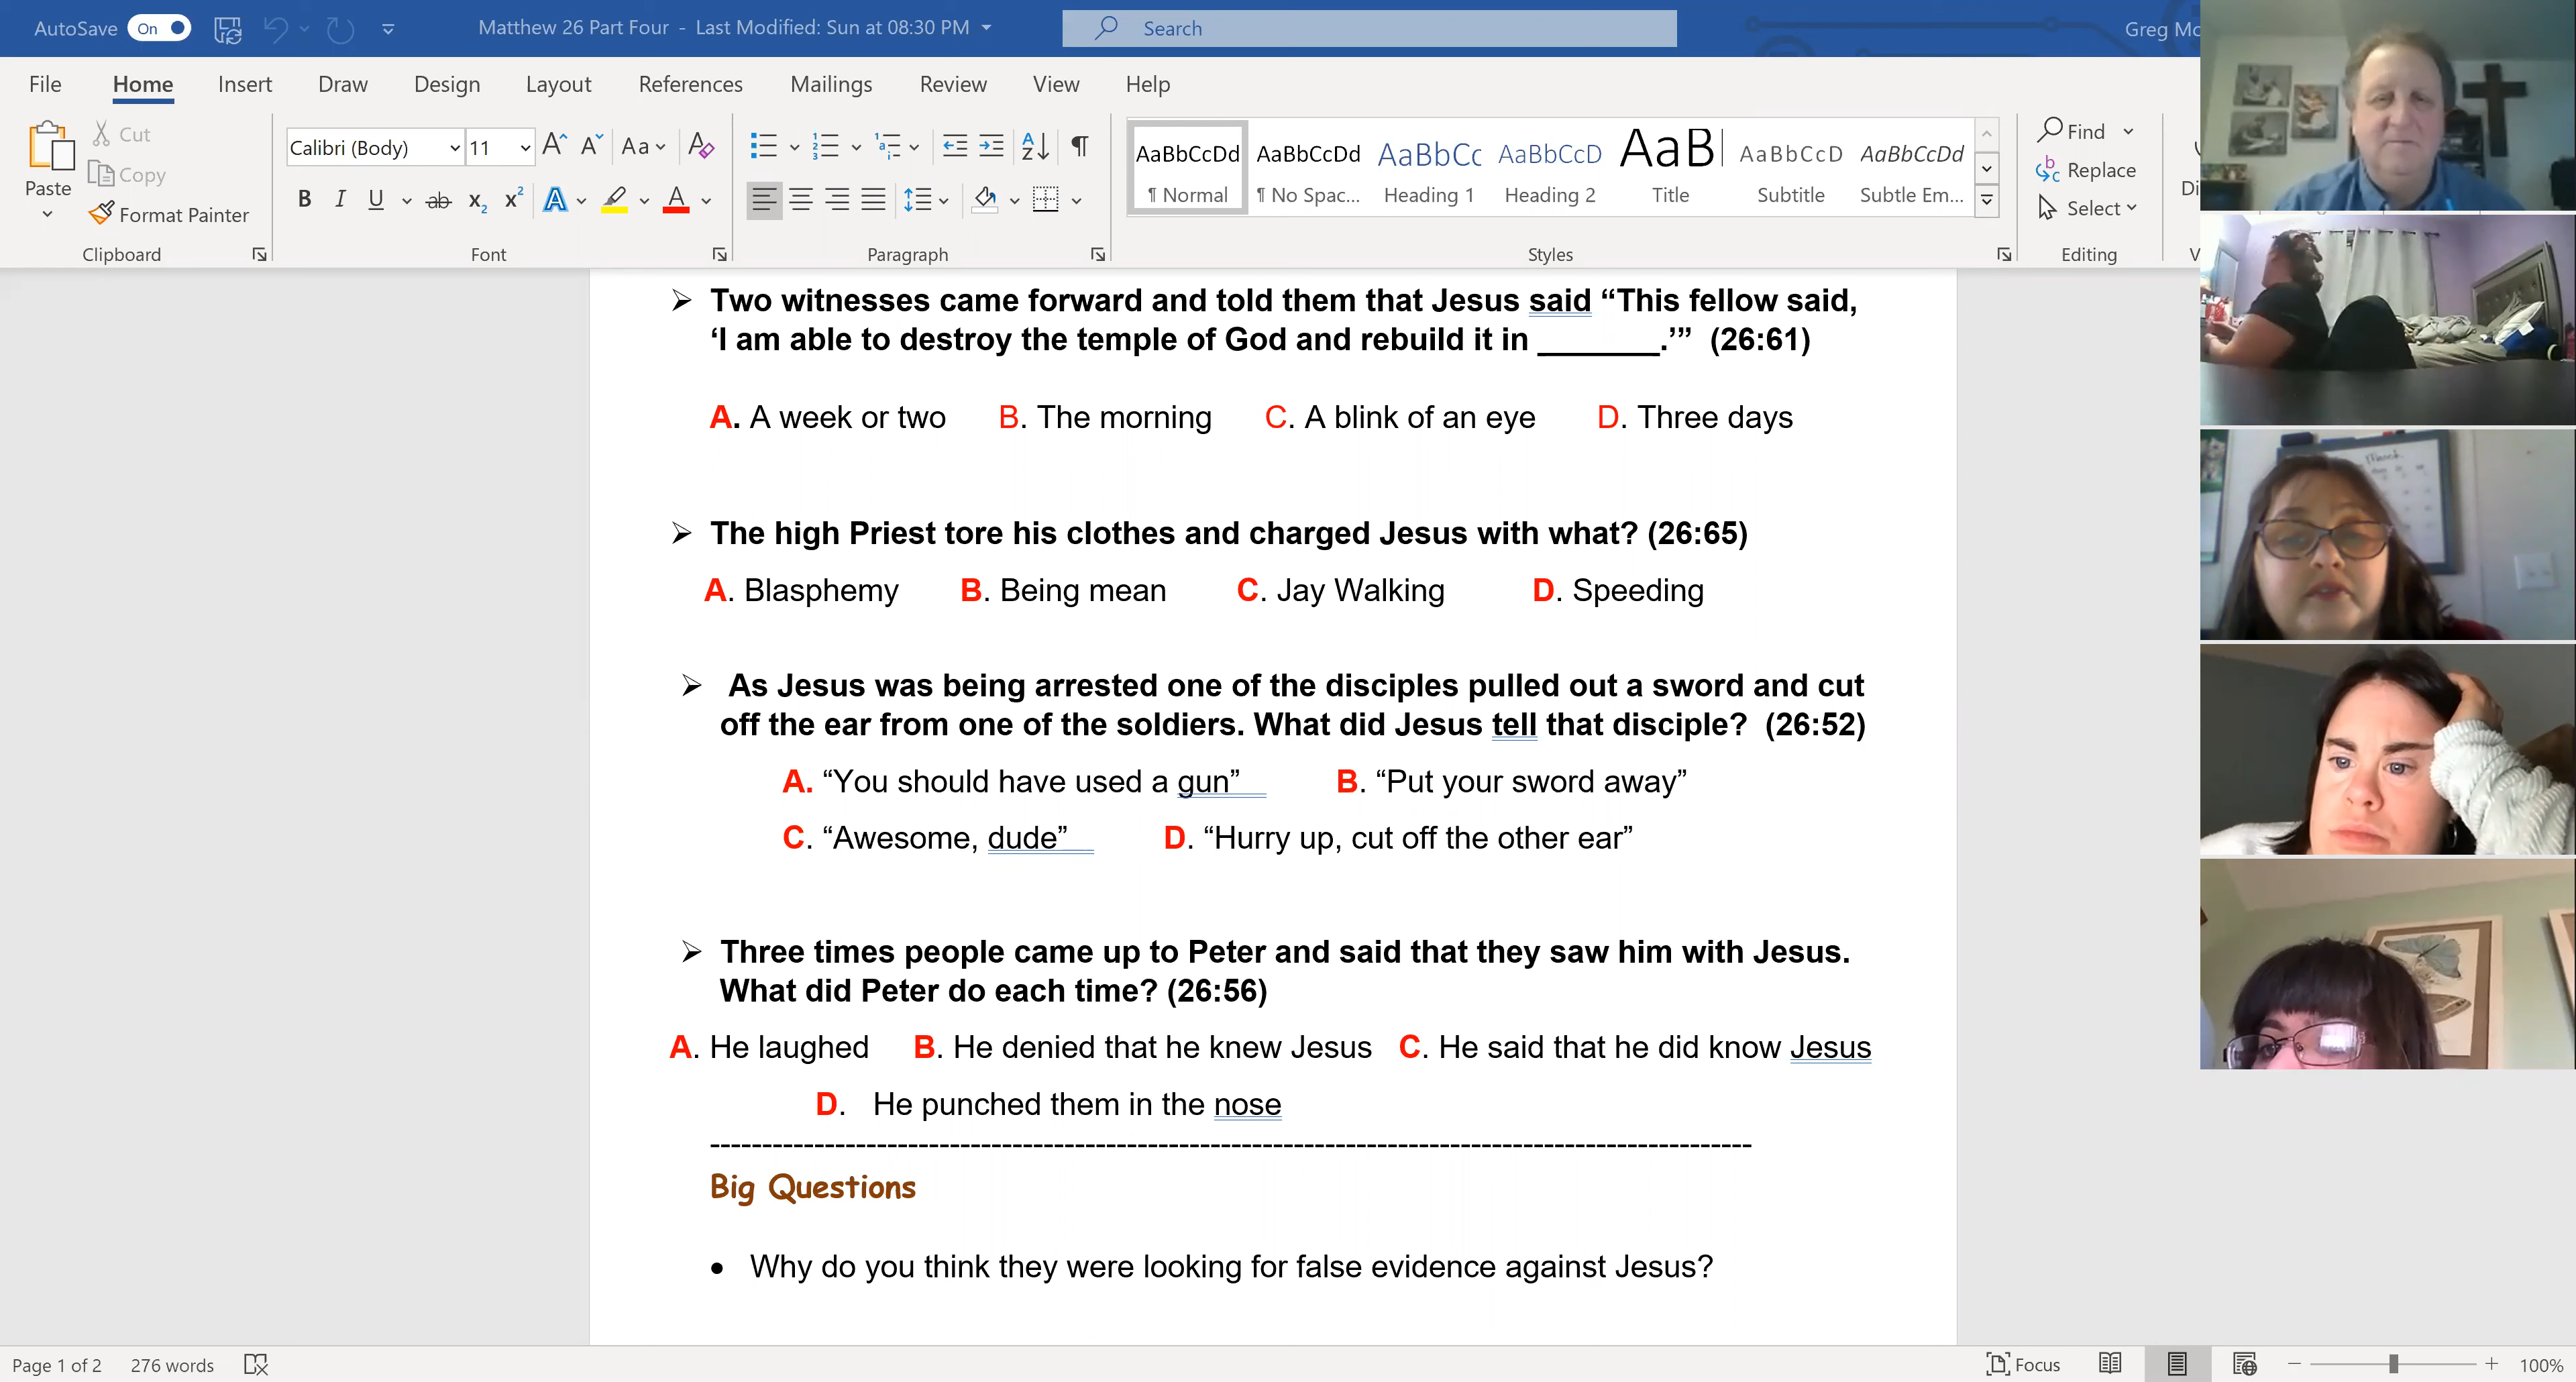 AutoSave On Matthew 26 Part Four - Last Modified: Sun at 08:30 PM Search Greg Mc
File Home Insert Draw Design Layout References Mailings Review View Help
Cut
Copy
Paste
Format Painter
Clipboard
Calibri (Body) 11
Font
Paragraph
AaBbCcDd AaBbCcDd AaBbCc AaBbCcD AaB AaBbCcD AaBbCcDd
¶ Normal ¶ No Spac... Heading 1 Heading 2 Title Subtitle Subtle Em...
Styles
Find
Replace
Select
Editing
Di
V
➢ Two witnesses came forward and told them that Jesus said “This fellow said,
‘I am able to destroy the temple of God and rebuild it in _______.’” (26:61)
A. A week or two B. The morning C. A blink of an eye D. Three days
➢ The high Priest tore his clothes and charged Jesus with what? (26:65)
A. Blasphemy B. Being mean C. Jay Walking D. Speeding
➢ As Jesus was being arrested one of the disciples pulled out a sword and cut
off the ear from one of the soldiers. What did Jesus tell that disciple? (26:52)
A. “You should have used a gun” B. “Put your sword away”
C. “Awesome, dude” D. “Hurry up, cut off the other ear”
➢ Three times people came up to Peter and said that they saw him with Jesus.
What did Peter do each time? (26:56)
A. He laughed B. He denied that he knew Jesus C. He said that he did know Jesus
D. He punched them in the nose
--------------------------------------------------------------------------------------------
Big Questions
• Why do you think they were looking for false evidence against Jesus?
Page 1 of 2 276 words Focus 100%